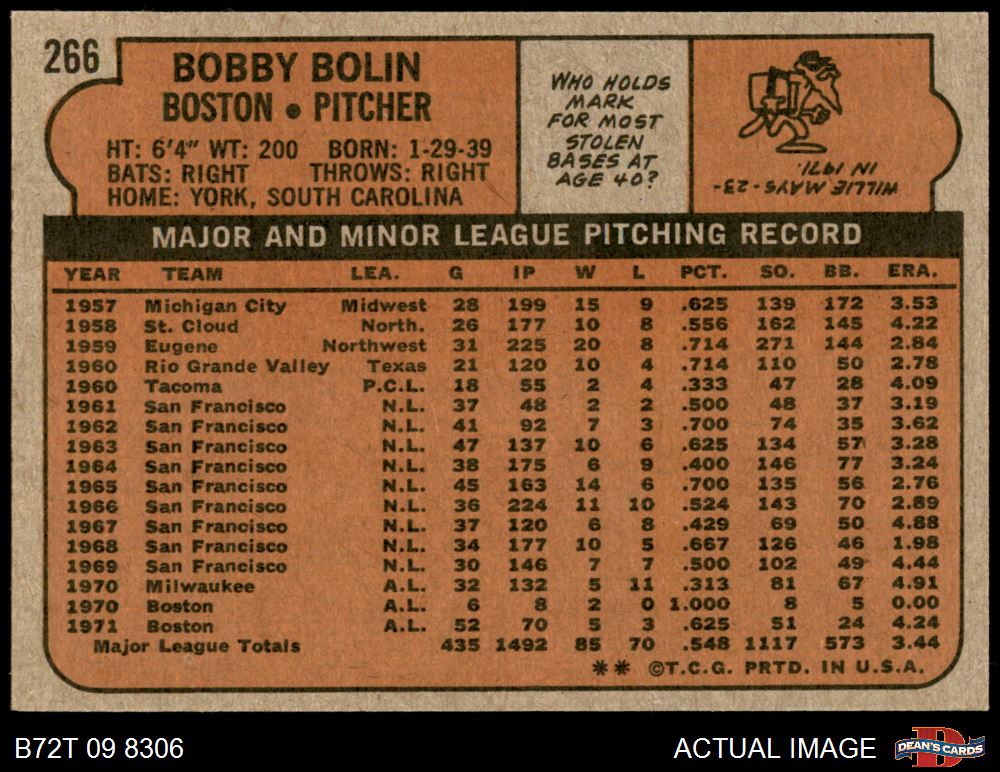 266
BOBBY BOLIN
BOSTON • PITCHER
HT: 6'4" WT: 200 BORN: 1-29-39
BATS: RIGHT THROWS: RIGHT
HOME: YORK, SOUTH CAROLINA
WHO HOLDS
MARK
FOR MOST
STOLEN
BASES AT
AGE 40?
WILLIE MAYS -23-
IN 1971.
MAJOR AND MINOR LEAGUE PITCHING RECORD
YEAR TEAM LEA. G IP W L PCT. SO. BB. ERA.
1957 Michigan City Midwest 28 199 15 9 .625 139 172 3.53
1958 St. Cloud North. 26 177 10 8 .556 162 145 4.22
1959 Eugene Northwest 31 225 20 8 .714 271 144 2.84
1960 Rio Grande Valley Texas 21 120 10 4 .714 110 50 2.78
1960 Tacoma P.C.L. 18 55 2 4 .333 47 28 4.09
1961 San Francisco N.L. 37 48 2 2 .500 48 37 3.19
1962 San Francisco N.L. 41 92 7 3 .700 74 35 3.62
1963 San Francisco N.L. 47 137 10 6 .625 134 57 3.28
1964 San Francisco N.L. 38 175 6 9 .400 146 77 3.24
1965 San Francisco N.L. 45 163 14 6 .700 135 56 2.76
1966 San Francisco N.L. 36 224 11 10 .524 143 70 2.89
1967 San Francisco N.L. 37 120 6 8 .429 69 50 4.88
1968 San Francisco N.L. 34 177 10 5 .667 126 46 1.98
1969 San Francisco N.L. 30 146 7 7 .500 102 49 4.44
1970 Milwaukee A.L. 32 132 5 11 .313 81 67 4.91
1970 Boston A.L. 6 8 2 0 1.000 8 5 0.00
1971 Boston A.L. 52 70 5 3 .625 51 24 4.24
Major League Totals 435 1492 85 70 .548 1117 573 3.44
** ©T.C.G. PRTD. IN U.S.A.
B72T 09 8306
ACTUAL IMAGE
DEAN'S CARDS